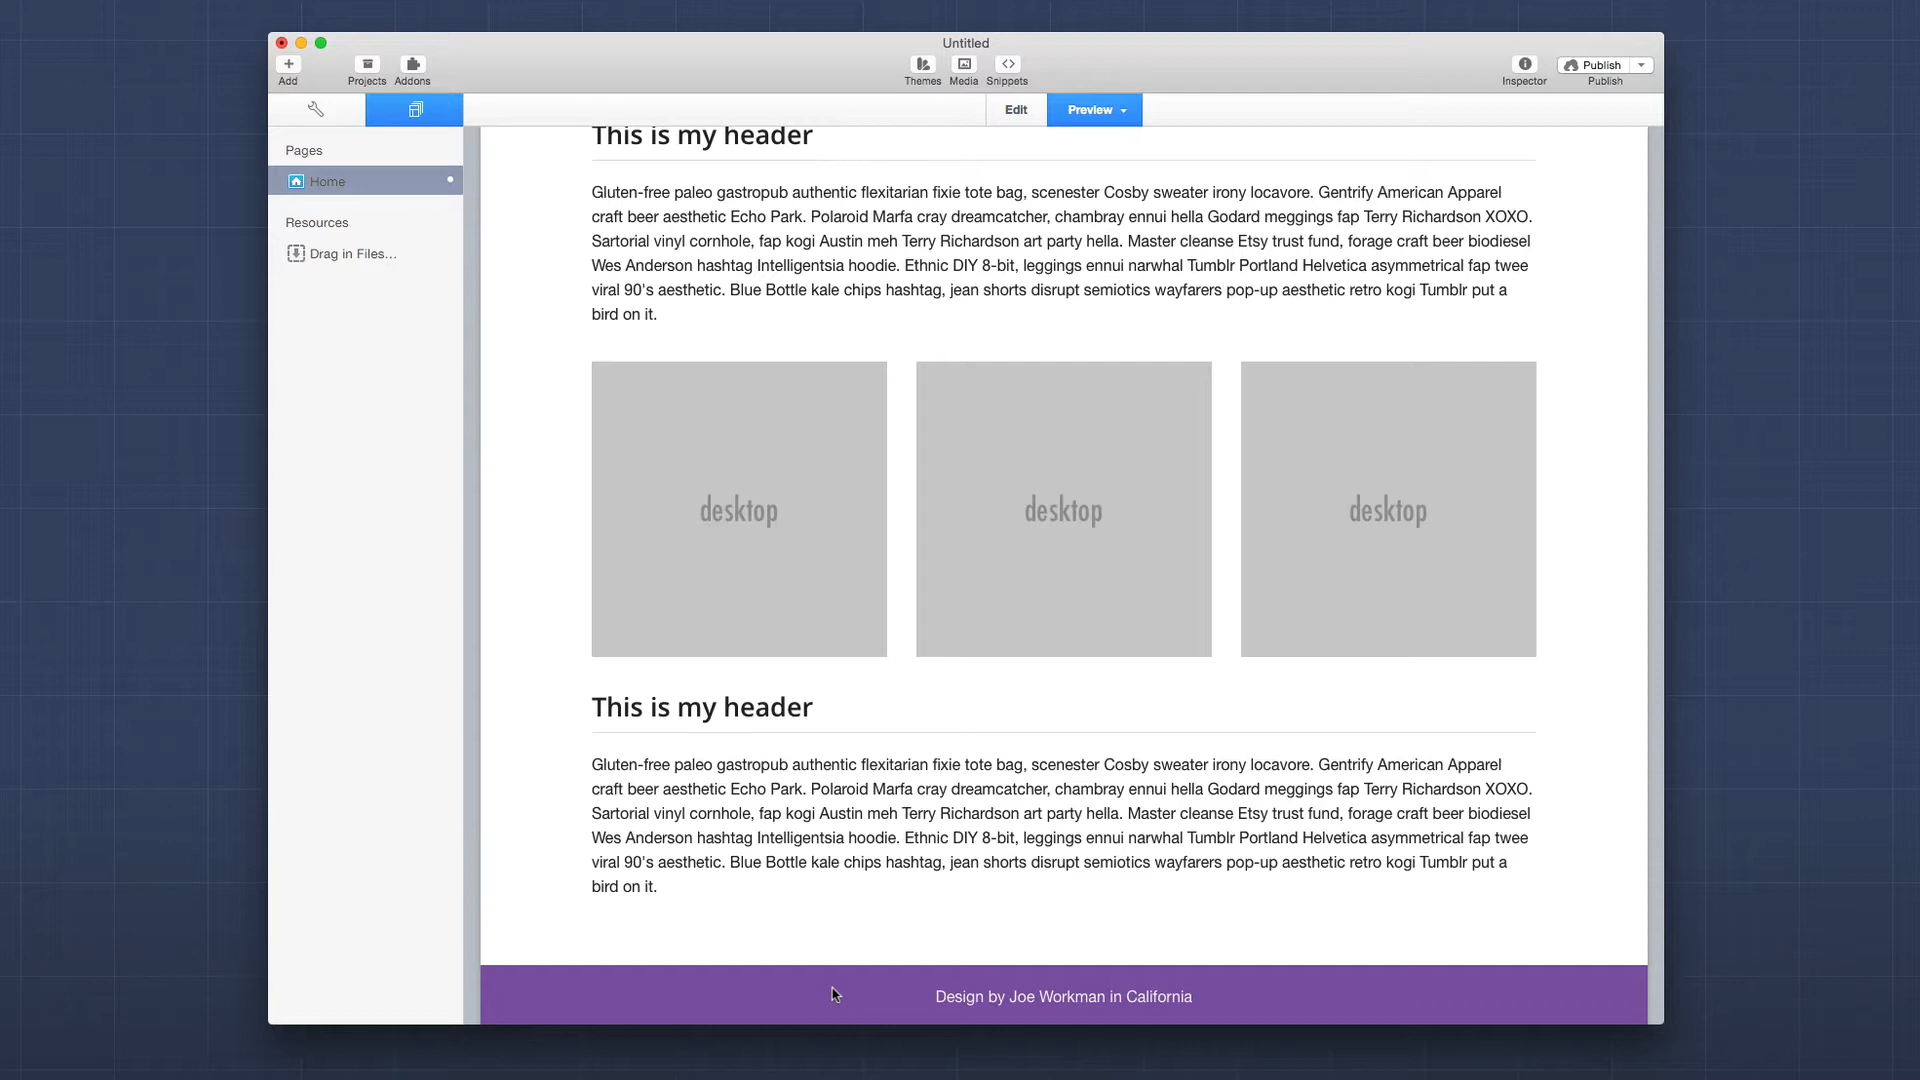 Untitled
Add
Projects
Addons
Themes
Media
Snippets
Inspector
Publish
Publish
Edit
Preview
Pages
Home
Resources
Drag in Files...
This is my header
Gluten-free paleo gastropub authentic flexitarian fixie tote bag, scenester Cosby sweater irony locavore. Gentrify American Apparel
craft beer aesthetic Echo Park. Polaroid Marfa cray dreamcatcher, chambray ennui hella Godard meggings fap Terry Richardson XOXO.
Sartorial vinyl cornhole, fap kogi Austin meh Terry Richardson art party hella. Master cleanse Etsy trust fund, forage craft beer biodiesel
Wes Anderson hashtag Intelligentsia hoodie. Ethnic DIY 8-bit, leggings ennui narwhal Tumblr Portland Helvetica asymmetrical fap twee
viral 90's aesthetic. Blue Bottle kale chips hashtag, jean shorts disrupt semiotics wayfarers pop-up aesthetic retro kogi Tumblr put a
bird on it.
desktop
desktop
desktop
This is my header
Gluten-free paleo gastropub authentic flexitarian fixie tote bag, scenester Cosby sweater irony locavore. Gentrify American Apparel
craft beer aesthetic Echo Park. Polaroid Marfa cray dreamcatcher, chambray ennui hella Godard meggings fap Terry Richardson XOXO.
Sartorial vinyl cornhole, fap kogi Austin meh Terry Richardson art party hella. Master cleanse Etsy trust fund, forage craft beer biodiesel
Wes Anderson hashtag Intelligentsia hoodie. Ethnic DIY 8-bit, leggings ennui narwhal Tumblr Portland Helvetica asymmetrical fap twee
viral 90's aesthetic. Blue Bottle kale chips hashtag, jean shorts disrupt semiotics wayfarers pop-up aesthetic retro kogi Tumblr put a
bird on it.
Design by Joe Workman in California